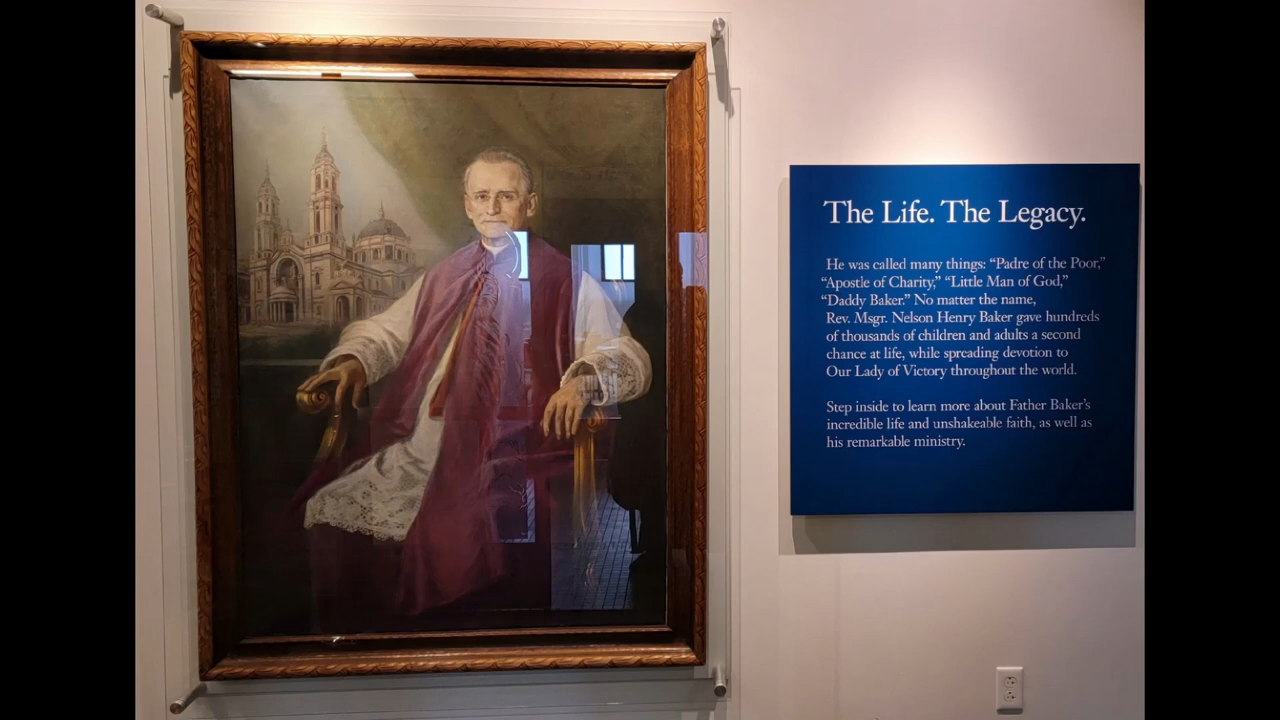 The Life. The Legacy.
He was called many things: “Padre of the Poor,”
“Apostle of Charity,” “Little Man of God,”
“Daddy Baker.” No matter the name,
Rev. Msgr. Nelson Henry Baker gave hundreds
of thousands of children and adults a second
chance at life, while spreading devotion to
Our Lady of Victory throughout the world.
Step inside to learn more about Father Baker’s
incredible life and unshakeable faith, as well as
his remarkable ministry.